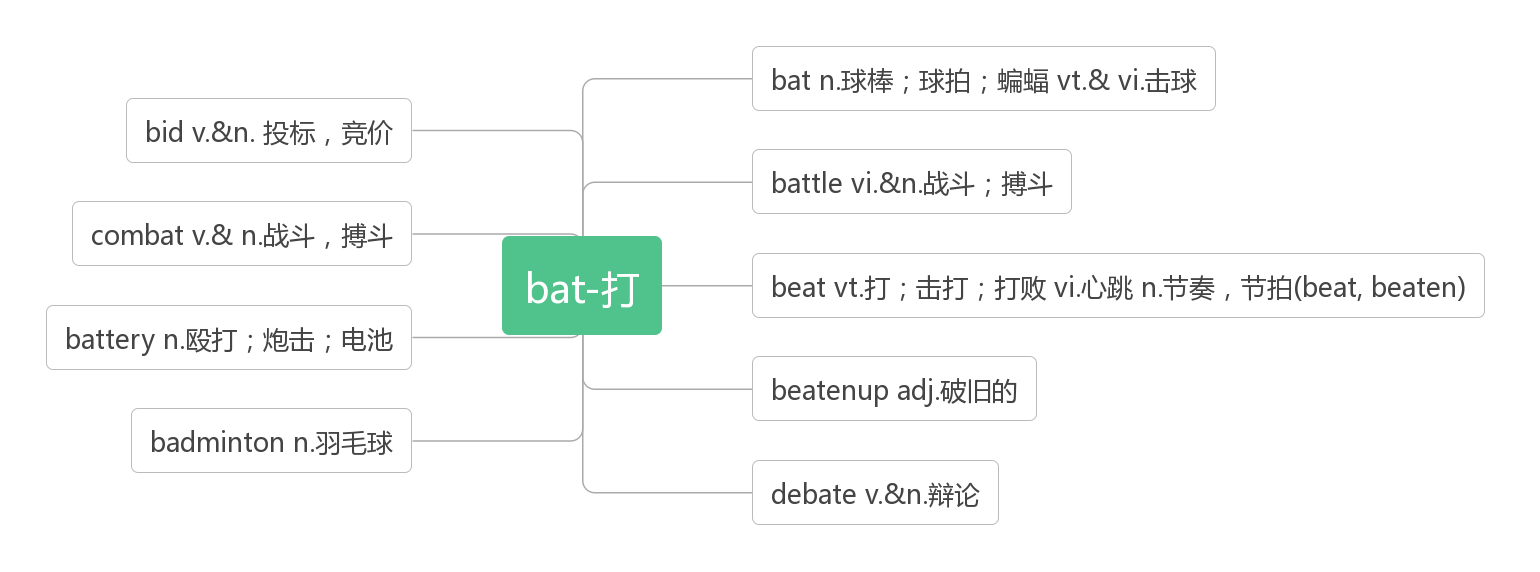 bat-打
bat n.球棒；球拍；蝙蝠 vt.& vi.击球
battle vi.&n.战斗；搏斗
beat vt.打；击打；打败 vi.心跳 n.节奏，节拍(beat, beaten)
beatenup adj.破旧的
debate v.&n.辩论
bid v.&n. 投标，竞价
combat v.& n.战斗，搏斗
battery n.殴打；炮击；电池
badminton n.羽毛球